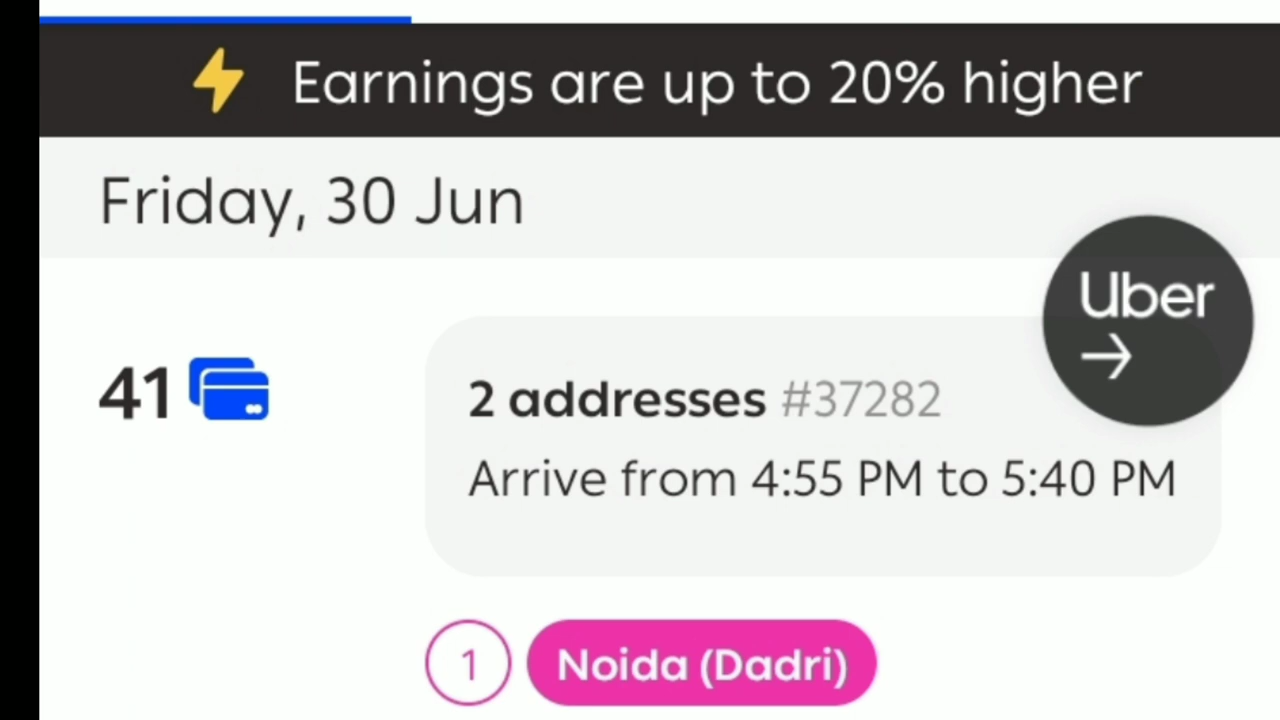 Earnings are up to 20% higher
Friday, 30 Jun
Uber
→
41
2 addresses #37282
Arrive from 4:55 PM to 5:40 PM
1 Noida (Dadri)